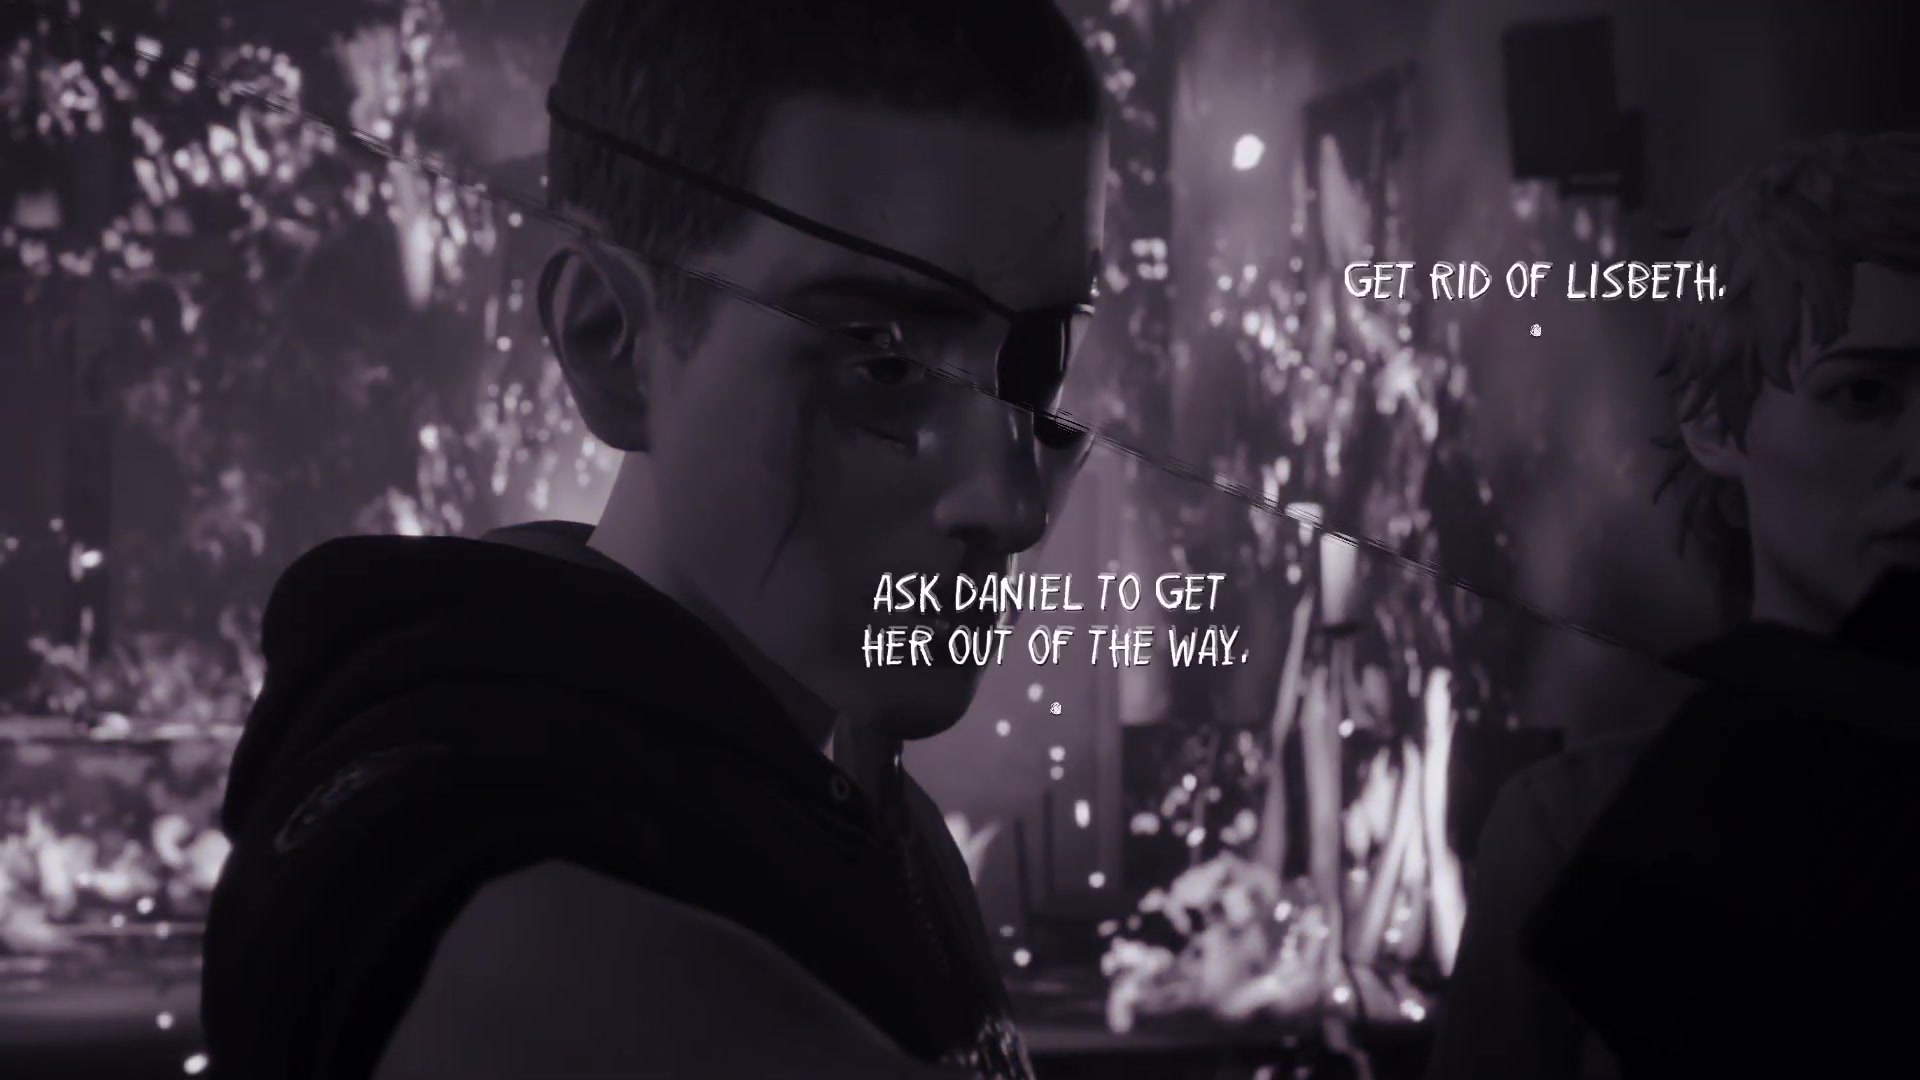 GET RID OF LISBETH.
ASK DANIEL TO GET
HER OUT OF THE WAY.